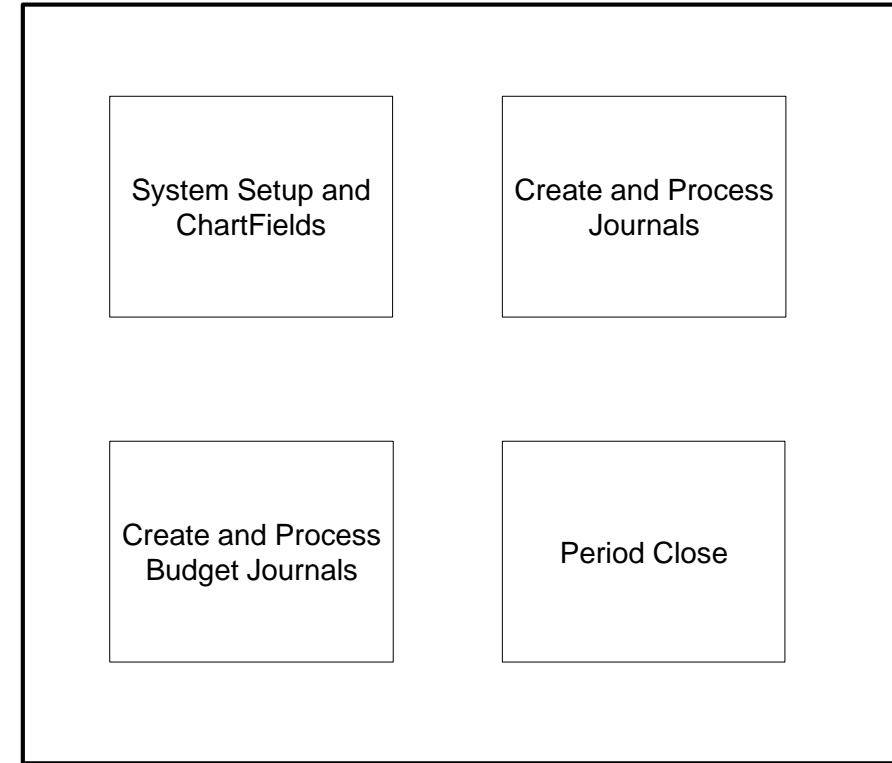 System Setup and
ChartFields
Create and Process
Journals
Create and Process
Budget Journals
Period Close